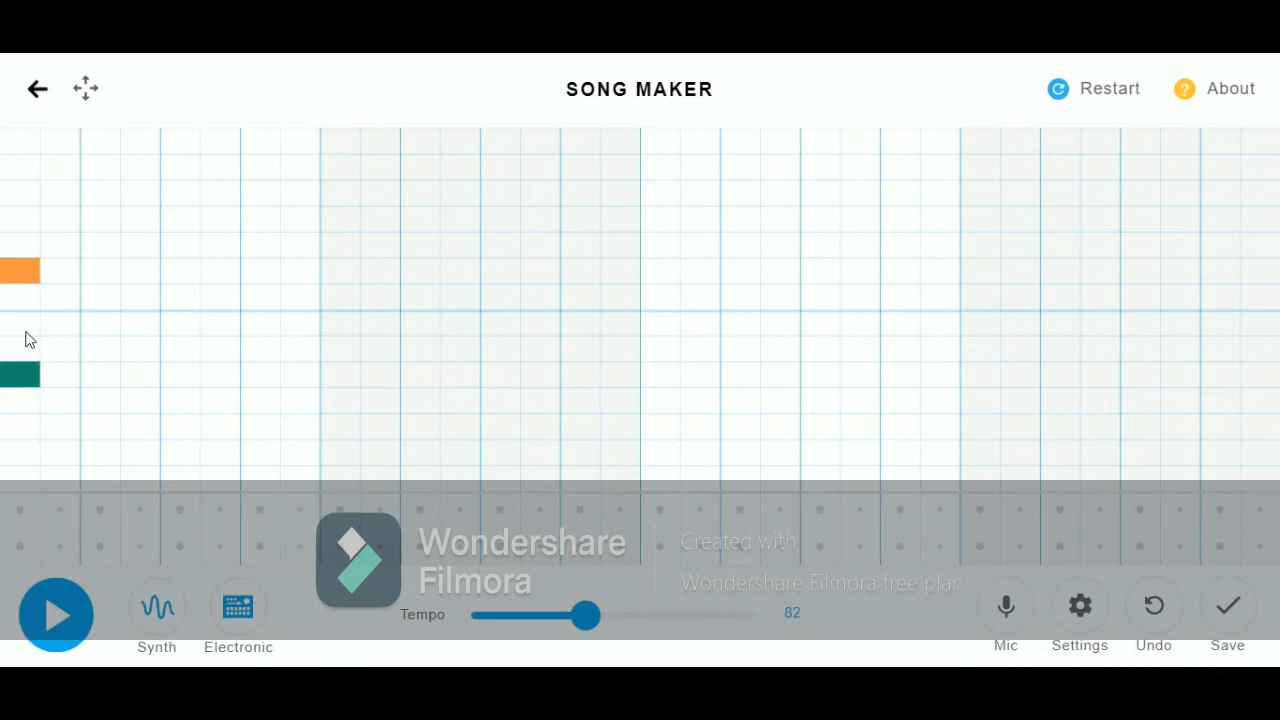 SONG MAKER
Restart
About
Wondershare
Filmora
Created with
Wondershare Filmora free plan
Tempo
82
Synth
Electronic
Mic
Settings
Undo
Save